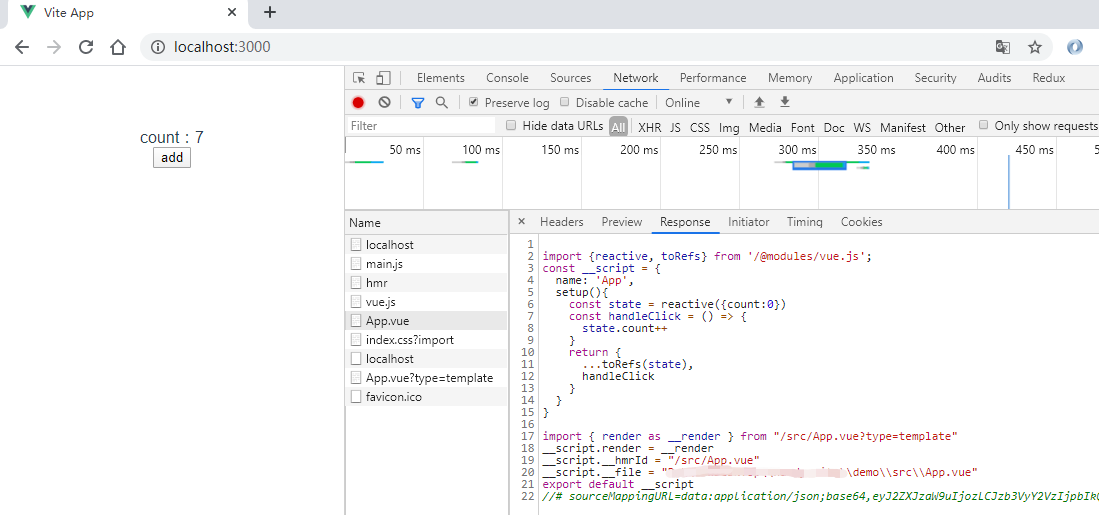 Vite App
localhost:3000
Elements Console Sources Network Performance Memory Application Security Audits Redux
Preserve log Disable cache Online
Filter Hide data URLs All XHR JS CSS Img Media Font Doc WS Manifest Other Only show requests
50 ms 100 ms 150 ms 200 ms 250 ms 300 ms 350 ms 400 ms 450 ms
count : 7
add
Name
localhost
main.js
hmr
vue.js
App.vue
index.css?import
localhost
App.vue?type=template
favicon.ico
× Headers Preview Response Initiator Timing Cookies
1
2 import {reactive, toRefs} from '/@modules/vue.js';
3 const __script = {
4 name: 'App',
5 setup(){
6 const state = reactive({count:0})
7 const handleClick = () => {
8 state.count++
9 }
10 return {
11 ...toRefs(state),
12 handleClick
13 }
14 }
15 }
16
17 import { render as __render } from "/src/App.vue?type=template"
18 __script.render = __render
19 __script.__hmrId = "/src/App.vue"
20 __script.__file = " \\demo\\src\\App.vue"
21 export default __script
22 //# sourceMappingURL=data:application/json;base64,eyJ2ZXJzaW9uIjozLCJzb3VyY2VzIjpbIk